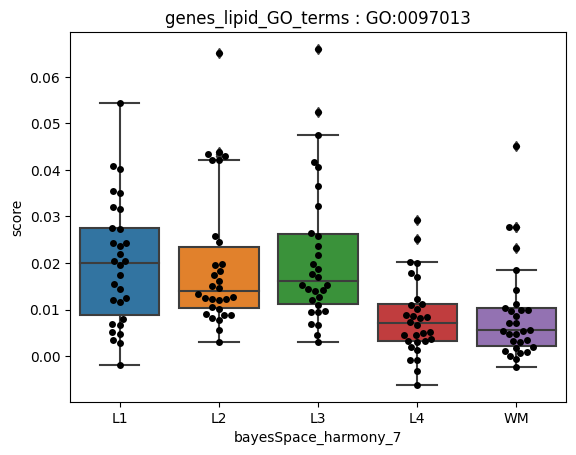 genes_lipid_GO_terms : GO:0097013
0.06
0.05
0.04
0.03
0.02
0.01
0.00
score
L1 L2 L3 L4 WM
bayesSpace_harmony_7